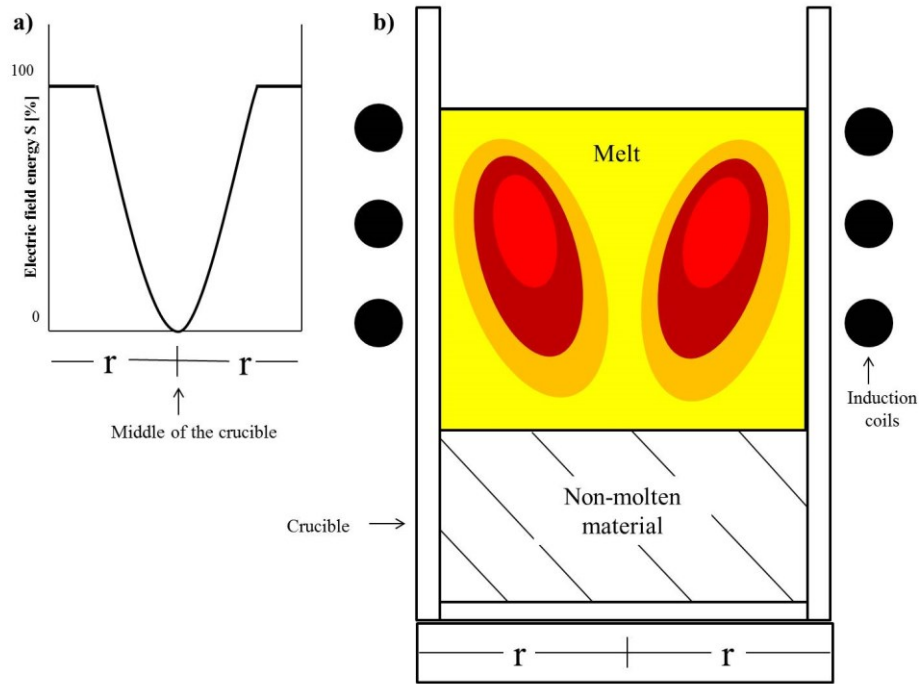 a)
100
Electric field energy S [%]
0
r
r
Middle of the crucible
b)
Melt
Induction
coils
Non-molten
material
Crucible
r
r